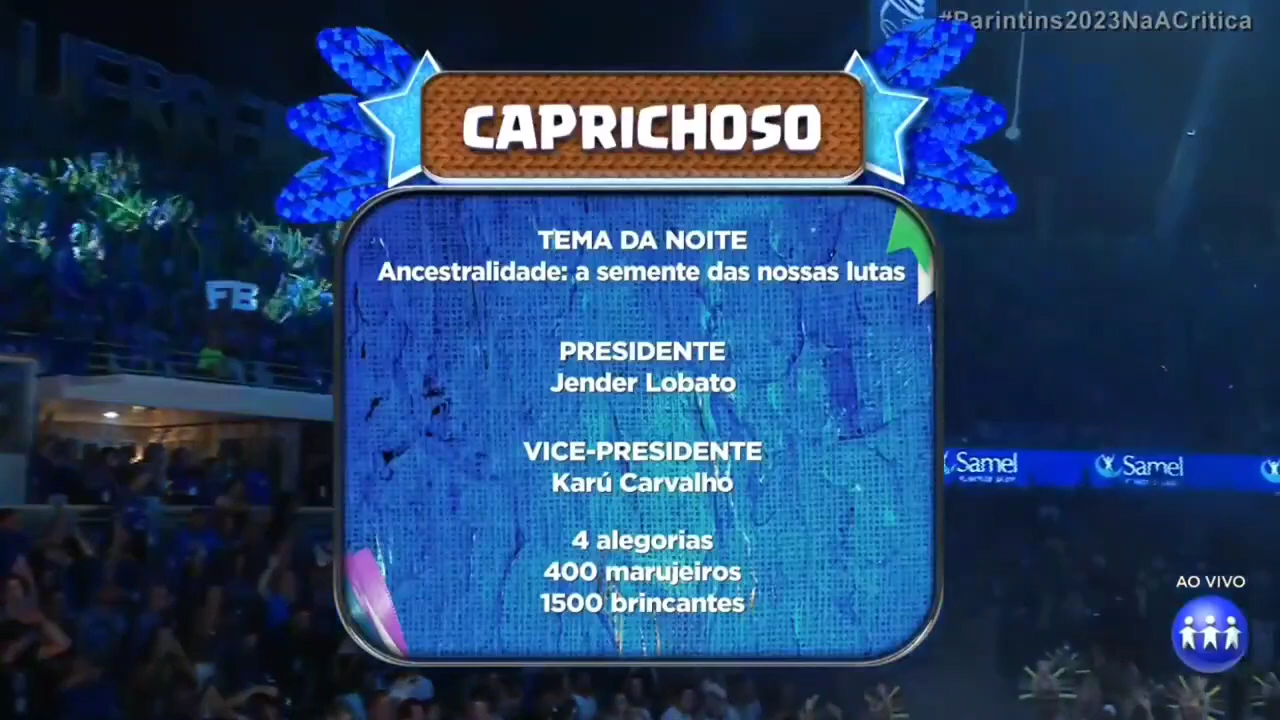 #Parintins2023NaACritica
CAPRICHOSO
TEMA DA NOITE
Ancestralidade: a semente das nossas lutas
PRESIDENTE
Jender Lobato
VICE-PRESIDENTE
Karú Carvalho
4 alegorias
400 marujeiros
1500 brincantes
FB
Samel
Samel
AO VIVO